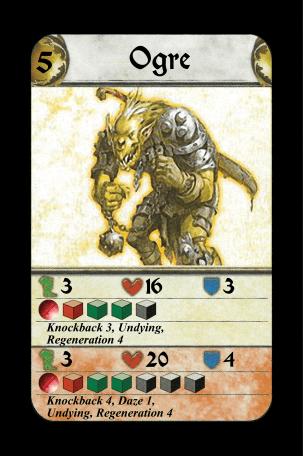 5 Ogre
3 16 3
Knockback 3, Undying,
Regeneration 4
3 20 4
Knockback 4, Daze 1,
Undying, Regeneration 4